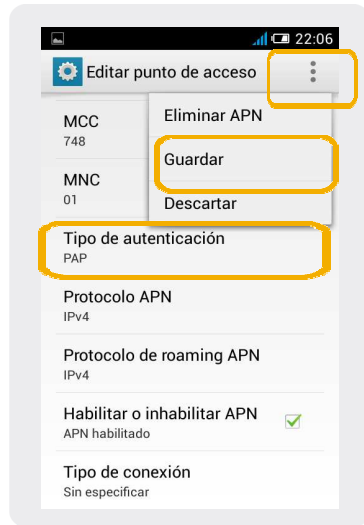 22:06
Editar punto de acceso
Eliminar APN
MCC
748
Guardar
MNC
01
Descartar
Tipo de autenticación
PAP
Protocolo APN
IPv4
Protocolo de roaming APN
IPv4
Habilitar o inhabilitar APN
APN habilitado
Tipo de conexión
Sin especificar